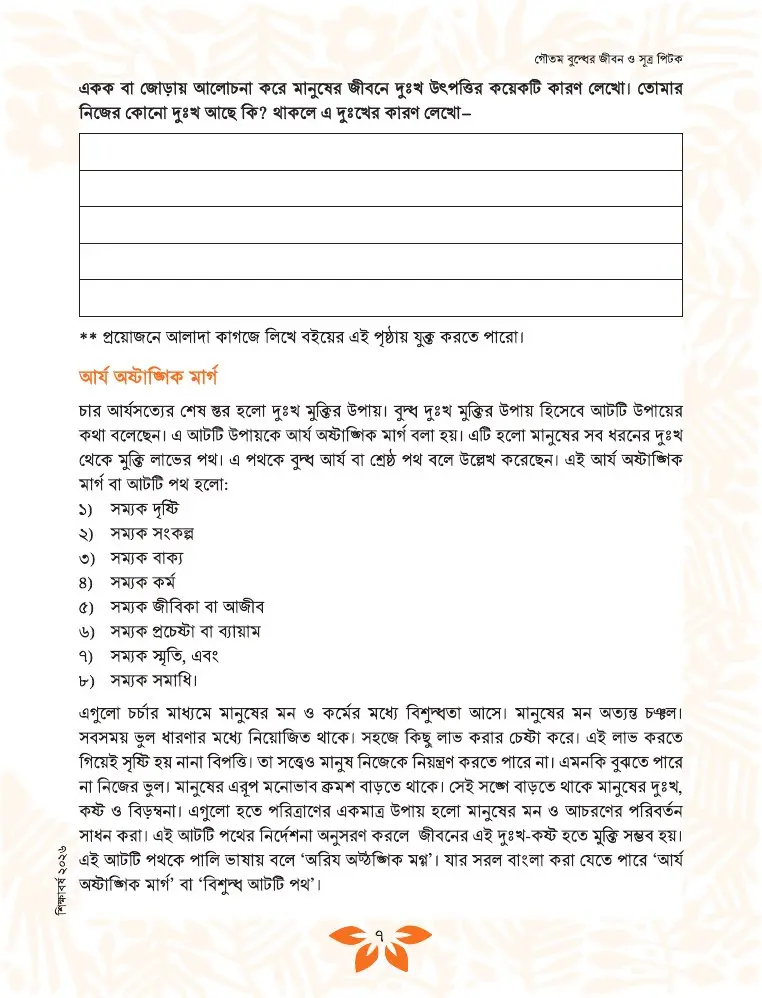 গৌতম বুদ্ধের জীবন ও সূত্র পিটক
একক বা জোড়ায় আলোচনা করে মানুষের জীবনে দুঃখ উৎপত্তির কয়েকটি কারণ লেখো। তোমার
নিজের কোনো দুঃখ আছে কি? থাকলে এ দুঃখের কারণ লেখো–
** প্রয়োজনে আলাদা কাগজে লিখে বইয়ের এই পৃষ্ঠায় যুক্ত করতে পারো।
আর্য অষ্টাঙ্গিক মার্গ
চার আর্যসত্যের শেষ স্তর হলো দুঃখ মুক্তির উপায়। বুদ্ধ দুঃখ মুক্তির উপায় হিসেবে আটটি উপায়ের
কথা বলেছেন। এ আটটি উপায়কে আর্য অষ্টাঙ্গিক মার্গ বলা হয়। এটি হলো মানুষের সব ধরনের দুঃখ
থেকে মুক্তি লাভের পথ। এ পথকে বুদ্ধ আর্য বা শ্রেষ্ঠ পথ বলে উল্লেখ করেছেন। এই আর্য অষ্টাঙ্গিক
মার্গ বা আটটি পথ হলো:
১) সম্যক দৃষ্টি
২) সম্যক সংকল্প
৩) সম্যক বাক্য
৪) সম্যক কর্ম
৫) সম্যক জীবিকা বা আজীব
৬) সম্যক প্রচেষ্টা বা ব্যায়াম
৭) সম্যক স্মৃতি, এবং
৮) সম্যক সমাধি।
এগুলো চর্চার মাধ্যমে মানুষের মন ও কর্মের মধ্যে বিশুদ্ধতা আসে। মানুষের মন অত্যন্ত চঞ্চল।
সবসময় ভুল ধারণার মধ্যে নিয়োজিত থাকে। সহজে কিছু লাভ করার চেষ্টা করে। এই লাভ করতে
গিয়েই সৃষ্টি হয় নানা বিপত্তি। তা সত্ত্বেও মানুষ নিজেকে নিয়ন্ত্রণ করতে পারে না। এমনকি বুঝতে পারে
না নিজের ভুল। মানুষের এরূপ মনোভাব ক্রমশ বাড়তে থাকে। সেই সঙ্গে বাড়তে থাকে মানুষের দুঃখ,
কষ্ট ও বিড়ম্বনা। এগুলো হতে পরিত্রাণের একমাত্র উপায় হলো মানুষের মন ও আচরণের পরিবর্তন
সাধন করা। এই আটটি পথের নির্দেশনা অনুসরণ করলে জীবনের এই দুঃখ-কষ্ট হতে মুক্তি সম্ভব হয়।
এই আটটি পথকে পালি ভাষায় বলে ‘অরিয অট্ঠঙ্গিক মগ্গ’। যার সরল বাংলা করা যেতে পারে ‘আর্য
অষ্টাঙ্গিক মার্গ’ বা ‘বিশুদ্ধ আটটি পথ’।
শিক্ষাবর্ষ ২০২৬
৭